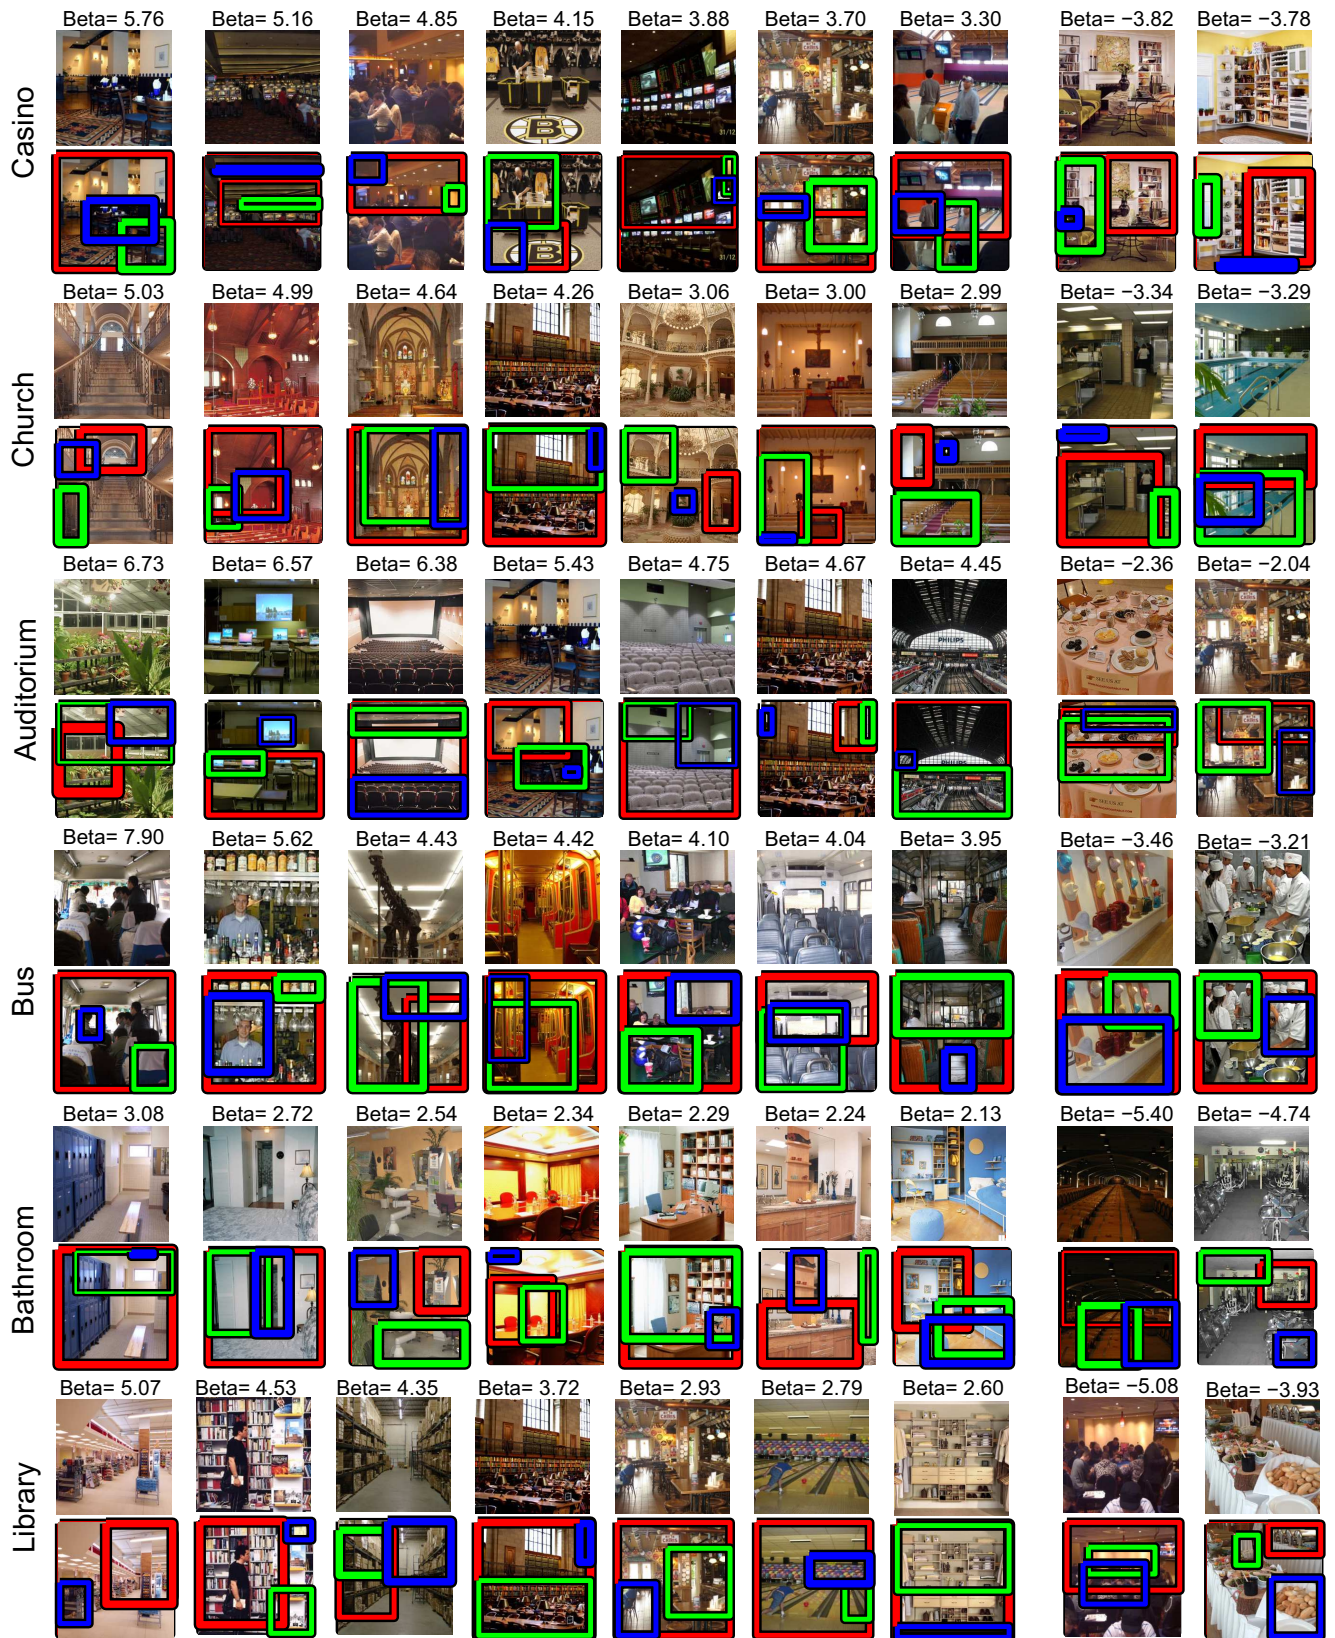 Casino
Beta= 5.76 Beta= 5.16 Beta= 4.85 Beta= 4.15 Beta= 3.88 Beta= 3.70 Beta= 3.30 Beta= −3.82 Beta= −3.78
B
31/12
31/12
Church
Beta= 5.03 Beta= 4.99 Beta= 4.64 Beta= 4.26 Beta= 3.06 Beta= 3.00 Beta= 2.99 Beta= −3.34 Beta= −3.29
Auditorium
Beta= 6.73 Beta= 6.57 Beta= 6.38 Beta= 5.43 Beta= 4.75 Beta= 4.67 Beta= 4.45 Beta= −2.36 Beta= −2.04
PHILIPS
Bus
Beta= 7.90 Beta= 5.62 Beta= 4.43 Beta= 4.42 Beta= 4.10 Beta= 4.04 Beta= 3.95 Beta= −3.46 Beta= −3.21
Bathroom
Beta= 3.08 Beta= 2.72 Beta= 2.54 Beta= 2.34 Beta= 2.29 Beta= 2.24 Beta= 2.13 Beta= −5.40 Beta= −4.74
Library
Beta= 5.07 Beta= 4.53 Beta= 4.35 Beta= 3.72 Beta= 2.93 Beta= 2.79 Beta= 2.60 Beta= −5.08 Beta= −3.93